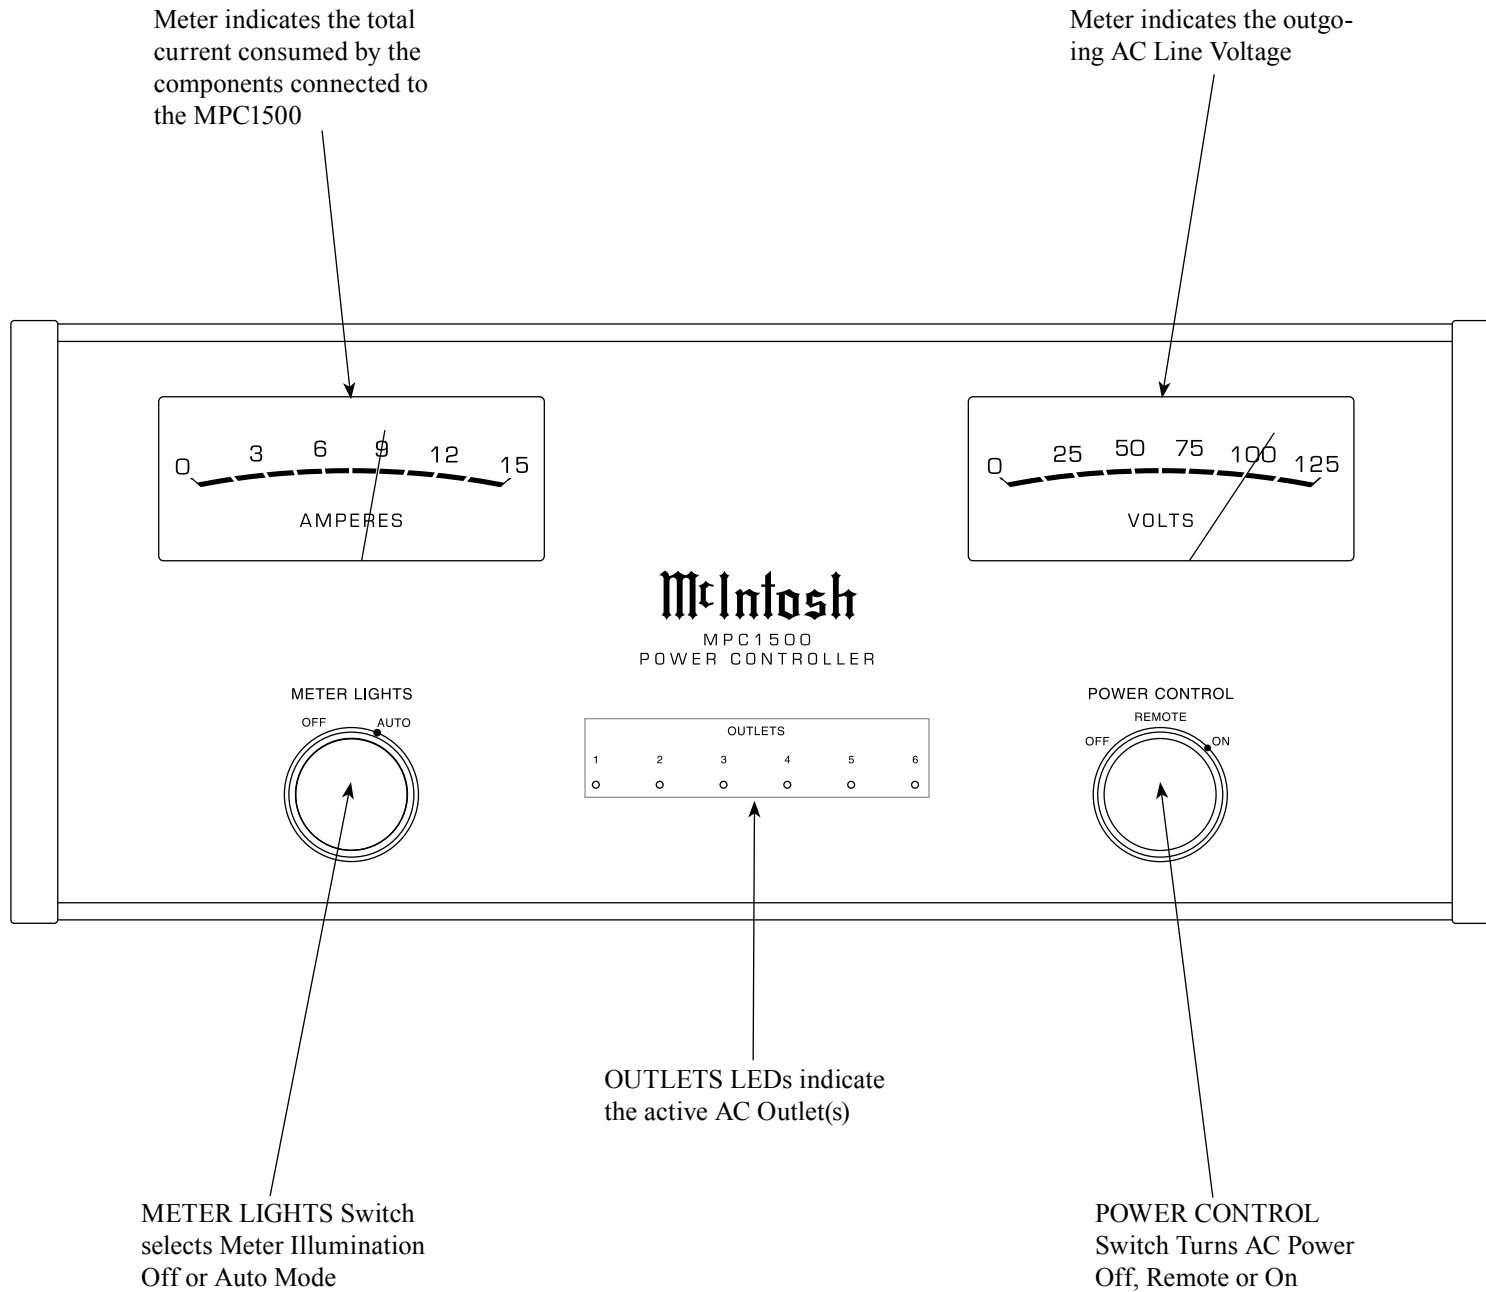 Meter indicates the total
current consumed by the
components connected to
the MPC1500
Meter indicates the outgo-
ing AC Line Voltage
0 3 6 9 12 15
AMPERES
0 25 50 75 100 125
VOLTS
McIntosh
MPC1500
POWER CONTROLLER
METER LIGHTS
OFF AUTO
OUTLETS
1 2 3 4 5 6
POWER CONTROL
REMOTE
OFF ON
OUTLETS LEDs indicate
the active AC Outlet(s)
METER LIGHTS Switch
selects Meter Illumination
Off or Auto Mode
POWER CONTROL
Switch Turns AC Power
Off, Remote or On